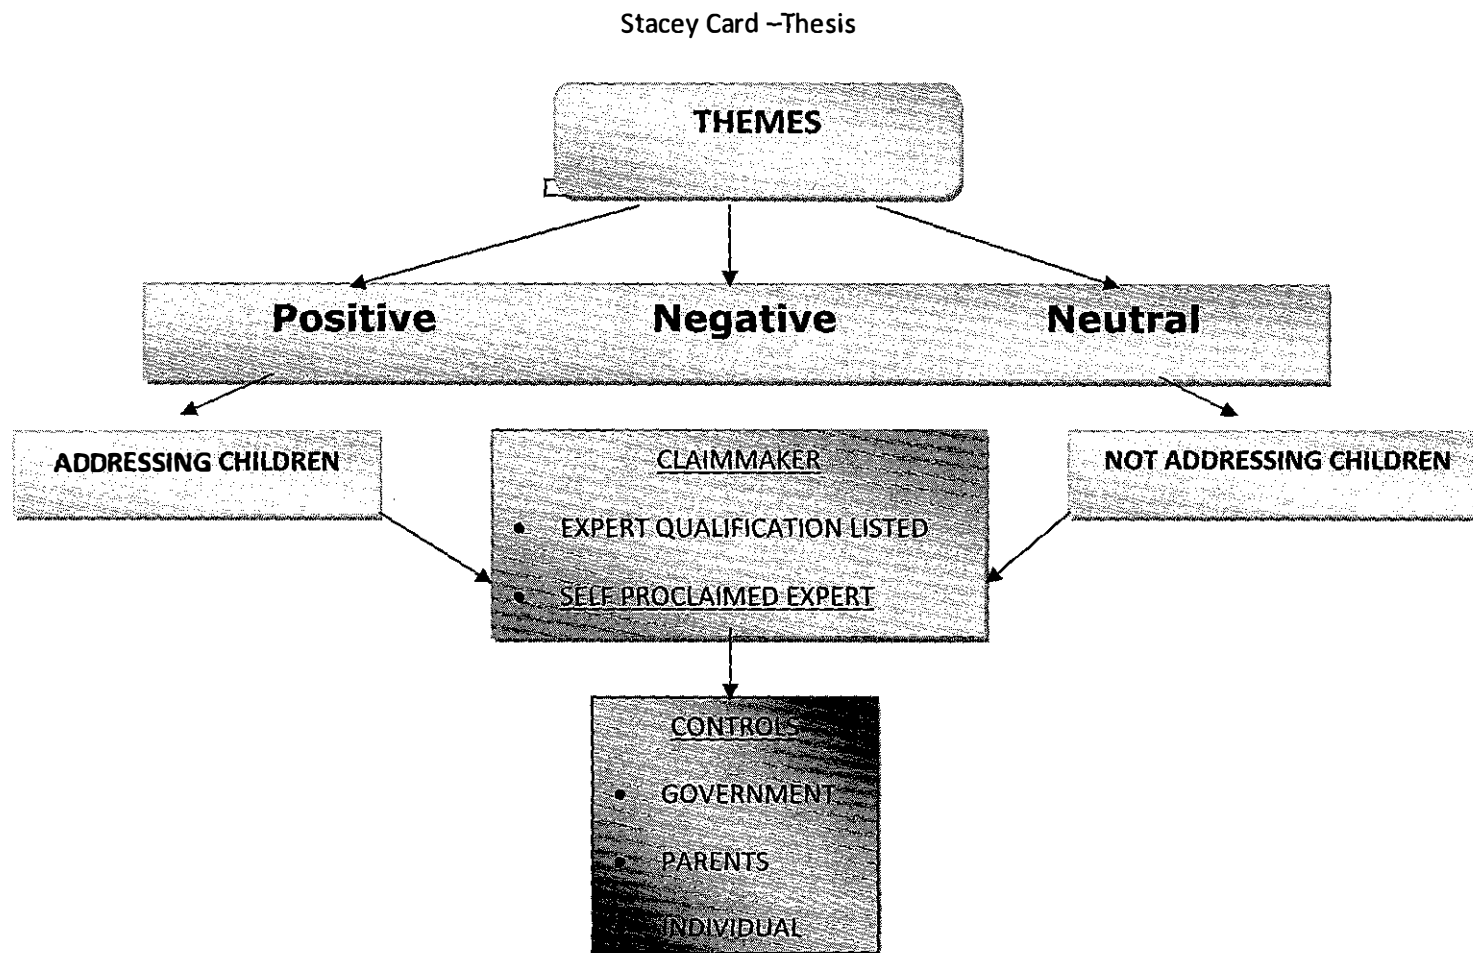 Stacey Card –Thesis
THEMES
Positive Negative Neutral
ADDRESSING CHILDREN
CLAIMMAKER
• EXPERT QUALIFICATION LISTED
• SELF PROCLAIMED EXPERT
NOT ADDRESSING CHILDREN
CONTROLS
• GOVERNMENT
• PARENTS
INDIVIDUAL